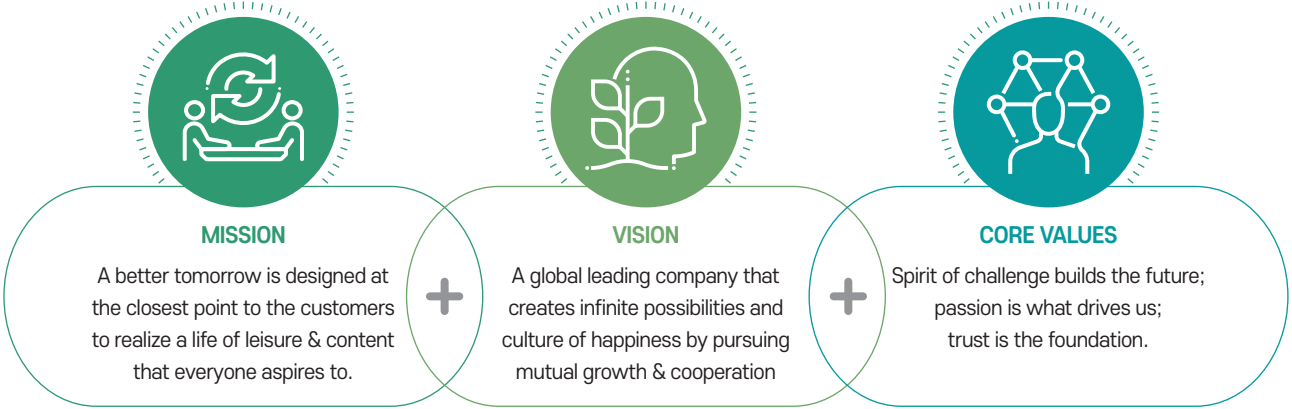 MISSION
A better tomorrow is designed at
the closest point to the customers
to realize a life of leisure & content
that everyone aspires to.
VISION
A global leading company that
creates infinite possibilities and
culture of happiness by pursuing
mutual growth & cooperation
CORE VALUES
Spirit of challenge builds the future;
passion is what drives us;
trust is the foundation.